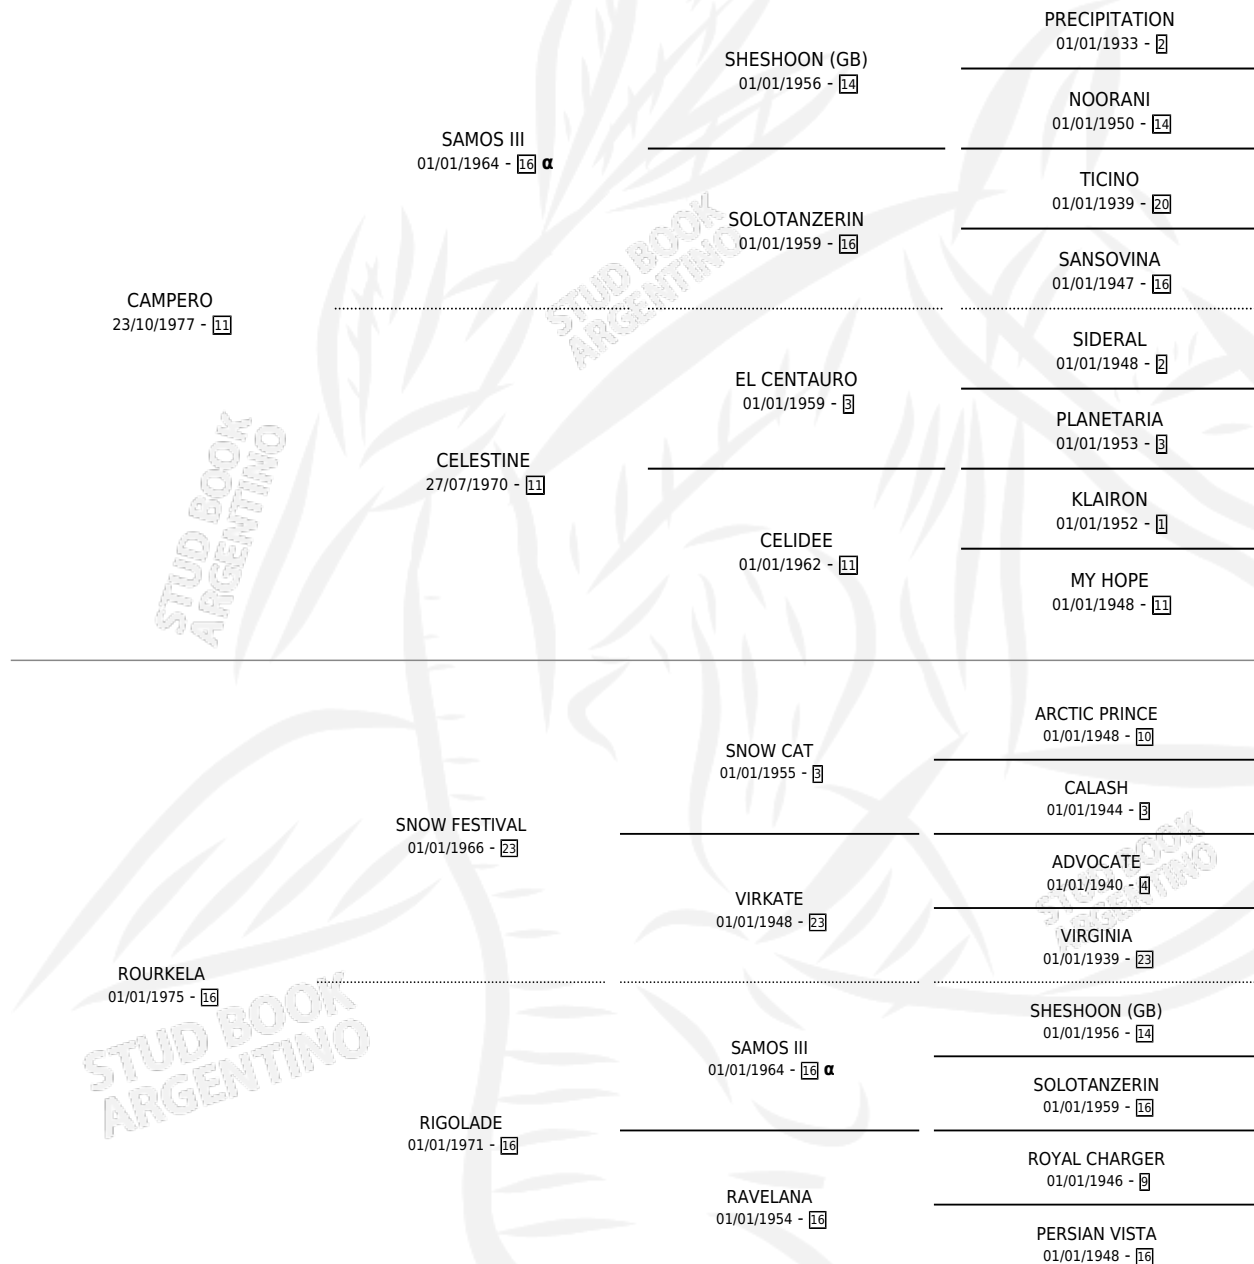 PRECIPITATION
01/01/1933 - 2
SHESHOON (GB)
01/01/1956 - 14
NOORANI
01/01/1950 - 14
SAMOS III
01/01/1964 - 16 α
TICINO
01/01/1939 - 20
SOLOTANZERIN
01/01/1959 - 16
SANSOVINA
01/01/1947 - 16
CAMPERO
23/10/1977 - 11
SIDERAL
01/01/1948 - 2
EL CENTAURO
01/01/1959 - 3
PLANETARIA
01/01/1953 - 3
CELESTINE
27/07/1970 - 11
KLAIRON
01/01/1952 - 1
CELIDEE
01/01/1962 - 11
MY HOPE
01/01/1948 - 11
ARCTIC PRINCE
01/01/1948 - 10
SNOW CAT
01/01/1955 - 3
CALASH
01/01/1944 - 3
SNOW FESTIVAL
01/01/1966 - 23
ADVOCATE
01/01/1940 - 4
VIRKATE
01/01/1948 - 23
VIRGINIA
01/01/1939 - 23
ROURKELA
01/01/1975 - 16
SHESHOON (GB)
01/01/1956 - 14
SAMOS III
01/01/1964 - 16 α
SOLOTANZERIN
01/01/1959 - 16
RIGOLADE
01/01/1971 - 16
ROYAL CHARGER
01/01/1946 - 9
RAVELANA
01/01/1954 - 16
PERSIAN VISTA
01/01/1948 - 16
STUD BOOK
ARGENTINO
STUD BOOK
ARGENTINO
STUD BOOK
ARGENTINO
STUD BOOK
ARGENTINO